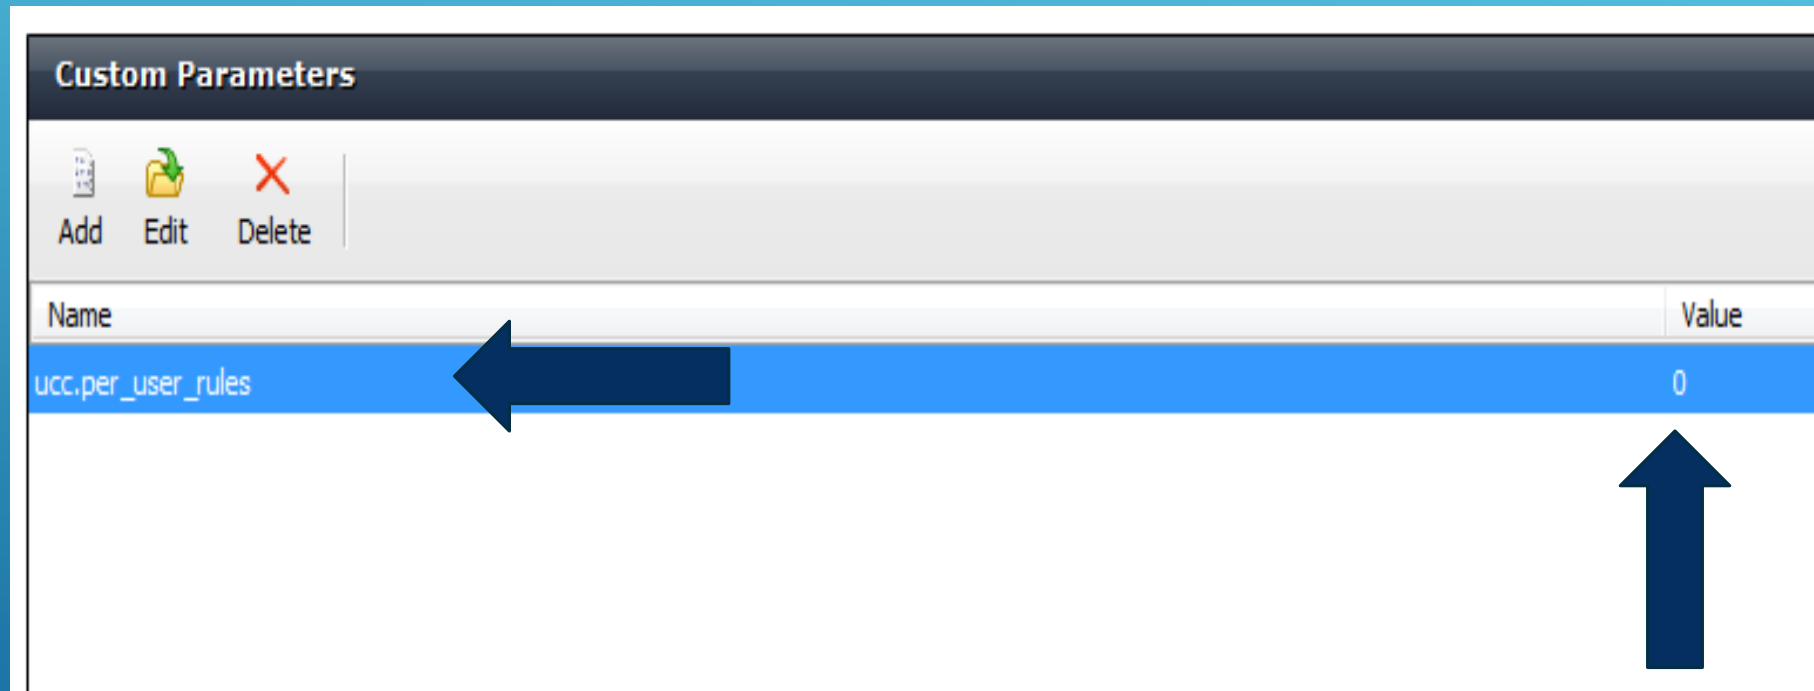 Custom Parameters
Add Edit Delete
Name Value
ucc.per_user_rules 0